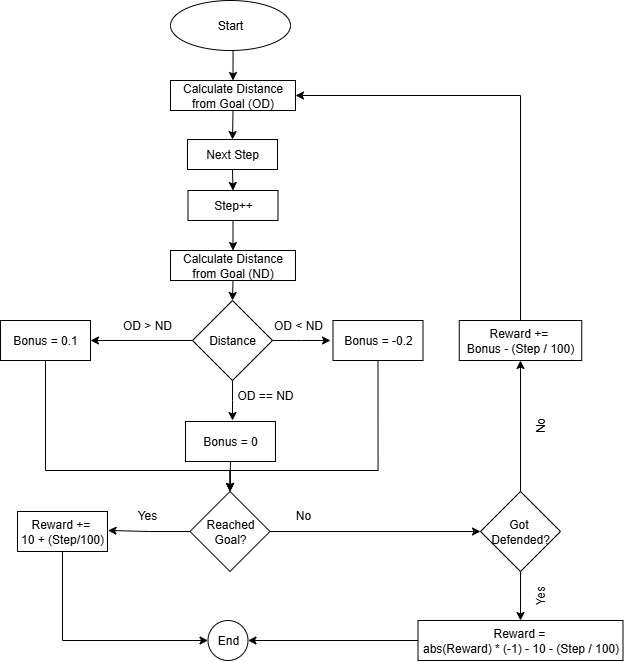 Start
Calculate Distance
from Goal (OD)
Next Step
Step++
Calculate Distance
from Goal (ND)
OD > ND
OD < ND
Bonus = 0.1
Distance
Bonus = -0.2
Reward +=
Bonus - (Step / 100)
OD == ND
Bonus = 0
No
Yes
No
Reward +=
10 + (Step/100)
Reached
Goal?
Got
Defended?
Yes
End
Reward =
abs(Reward) * (-1) - 10 - (Step / 100)